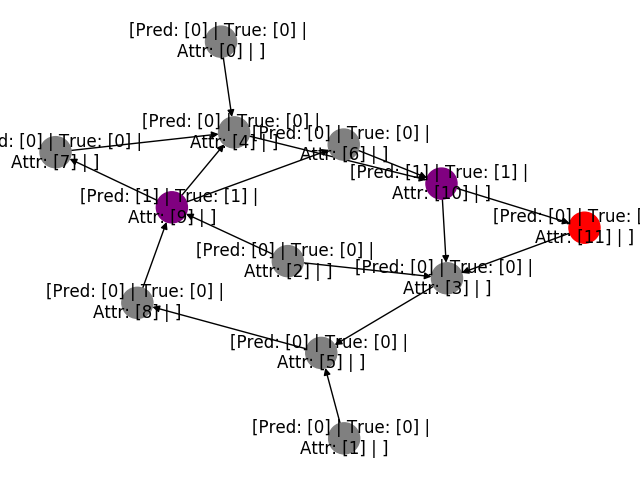 [Pred: [0] | True: [0] |
Attr: [0] | ]
[Pred: [0] | True: [0] |
Attr: [4] | ]
[Pred: [0] | True: [0] |
Attr: [6] | ]
d: [0] | True: [0] |
Attr: [7] | ]
[Pred: [1] | True: [1] |
Attr: [10] | ]
[Pred: [1] | True: [1] |
Attr: [9] | ]
[Pred: [0] | True: [
Attr: [11] | ]
[Pred: [0] | True: [0] |
Attr: [2] | ]
[Pred: [0] | True: [0] |
Attr: [3] | ]
[Pred: [0] | True: [0] |
Attr: [8] | ]
[Pred: [0] | True: [0] |
Attr: [5] | ]
[Pred: [0] | True: [0] |
Attr: [1] | ]